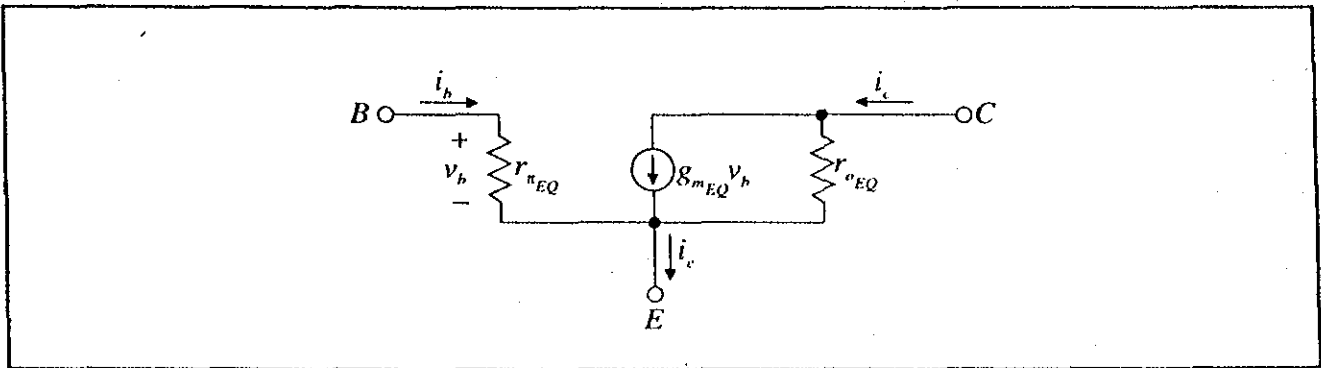 i_b
i_c
B
C
+
v_b
−
r_πEQ
g_mEQ v_b
r_oEQ
i_e
E